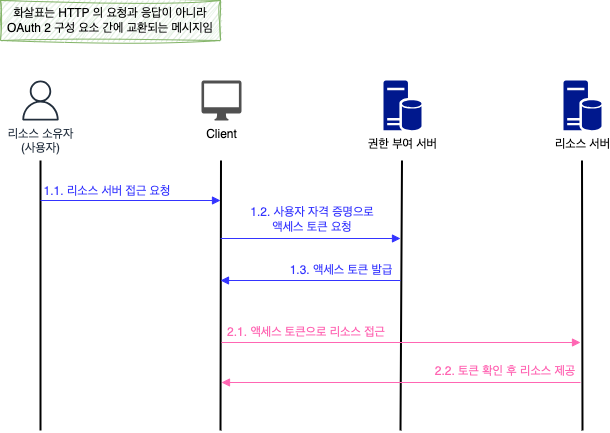 화살표는 HTTP 의 요청과 응답이 아니라
OAuth 2 구성 요소 간에 교환되는 메시지임
리소스 소유자
(사용자)
Client
권한 부여 서버
리소스 서버
1.1. 리소스 서버 접근 요청
1.2. 사용자 자격 증명으로
액세스 토큰 요청
1.3. 액세스 토큰 발급
2.1. 액세스 토큰으로 리소스 접근
2.2. 토큰 확인 후 리소스 제공